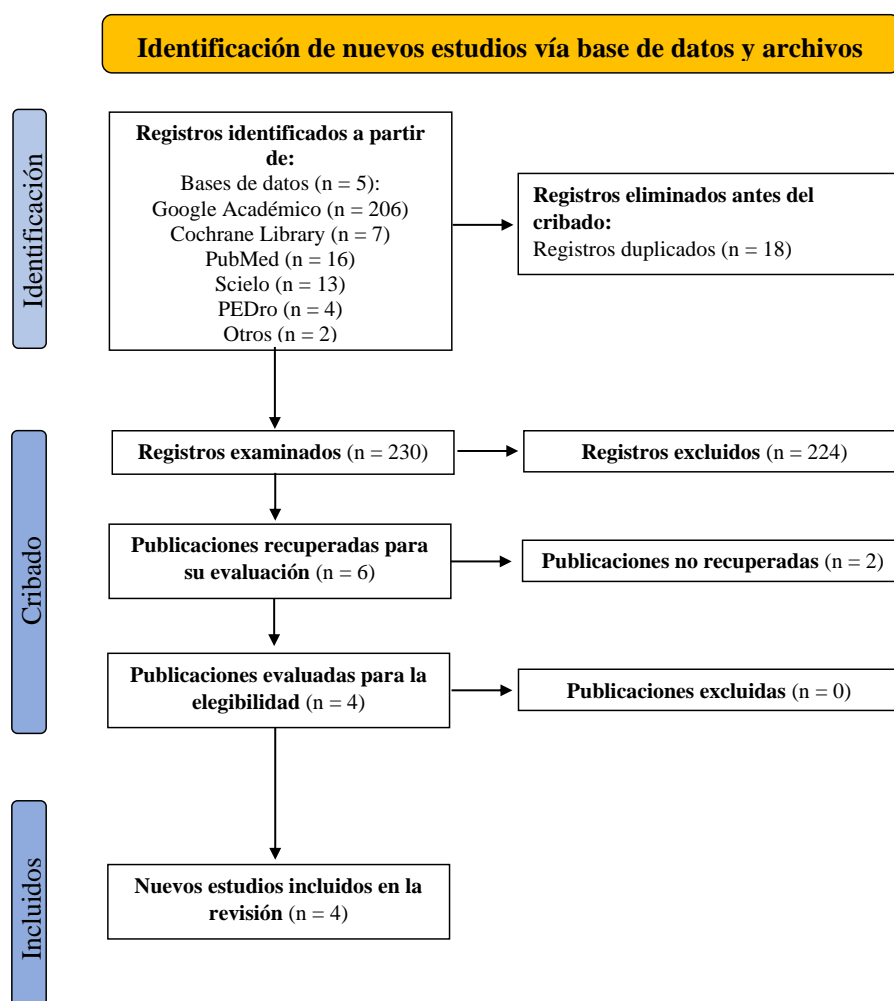 Identificación de nuevos estudios vía base de datos y archivos
Identificación
Registros identificados a partir
de:
Bases de datos (n = 5):
Google Académico (n = 206)
Cochrane Library (n = 7)
PubMed (n = 16)
Scielo (n = 13)
PEDro (n = 4)
Otros (n = 2)
Registros eliminados antes del
cribado:
Registros duplicados (n = 18)
Cribado
Registros examinados (n = 230)
Registros excluidos (n = 224)
Publicaciones recuperadas para
su evaluación (n = 6)
Publicaciones no recuperadas (n = 2)
Publicaciones evaluadas para la
elegibilidad (n = 4)
Publicaciones excluidas (n = 0)
Incluidos
Nuevos estudios incluidos en la
revisión (n = 4)